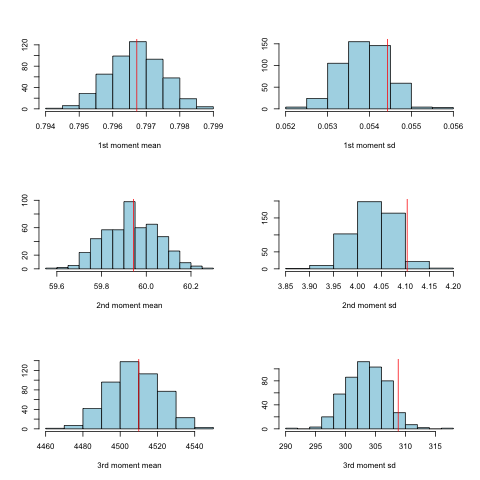 0 40 80 120
0.794 0.795 0.796 0.797 0.798 0.799
1st moment mean
0 50 100 150
0.052 0.053 0.054 0.055 0.056
1st moment sd
0 20 60 100
59.6 59.8 60.0 60.2
2nd moment mean
0 50 150
3.85 3.90 3.95 4.00 4.05 4.10 4.15 4.20
2nd moment sd
0 40 80 120
4460 4480 4500 4520 4540
3rd moment mean
0 40 80
290 295 300 305 310 315
3rd moment sd